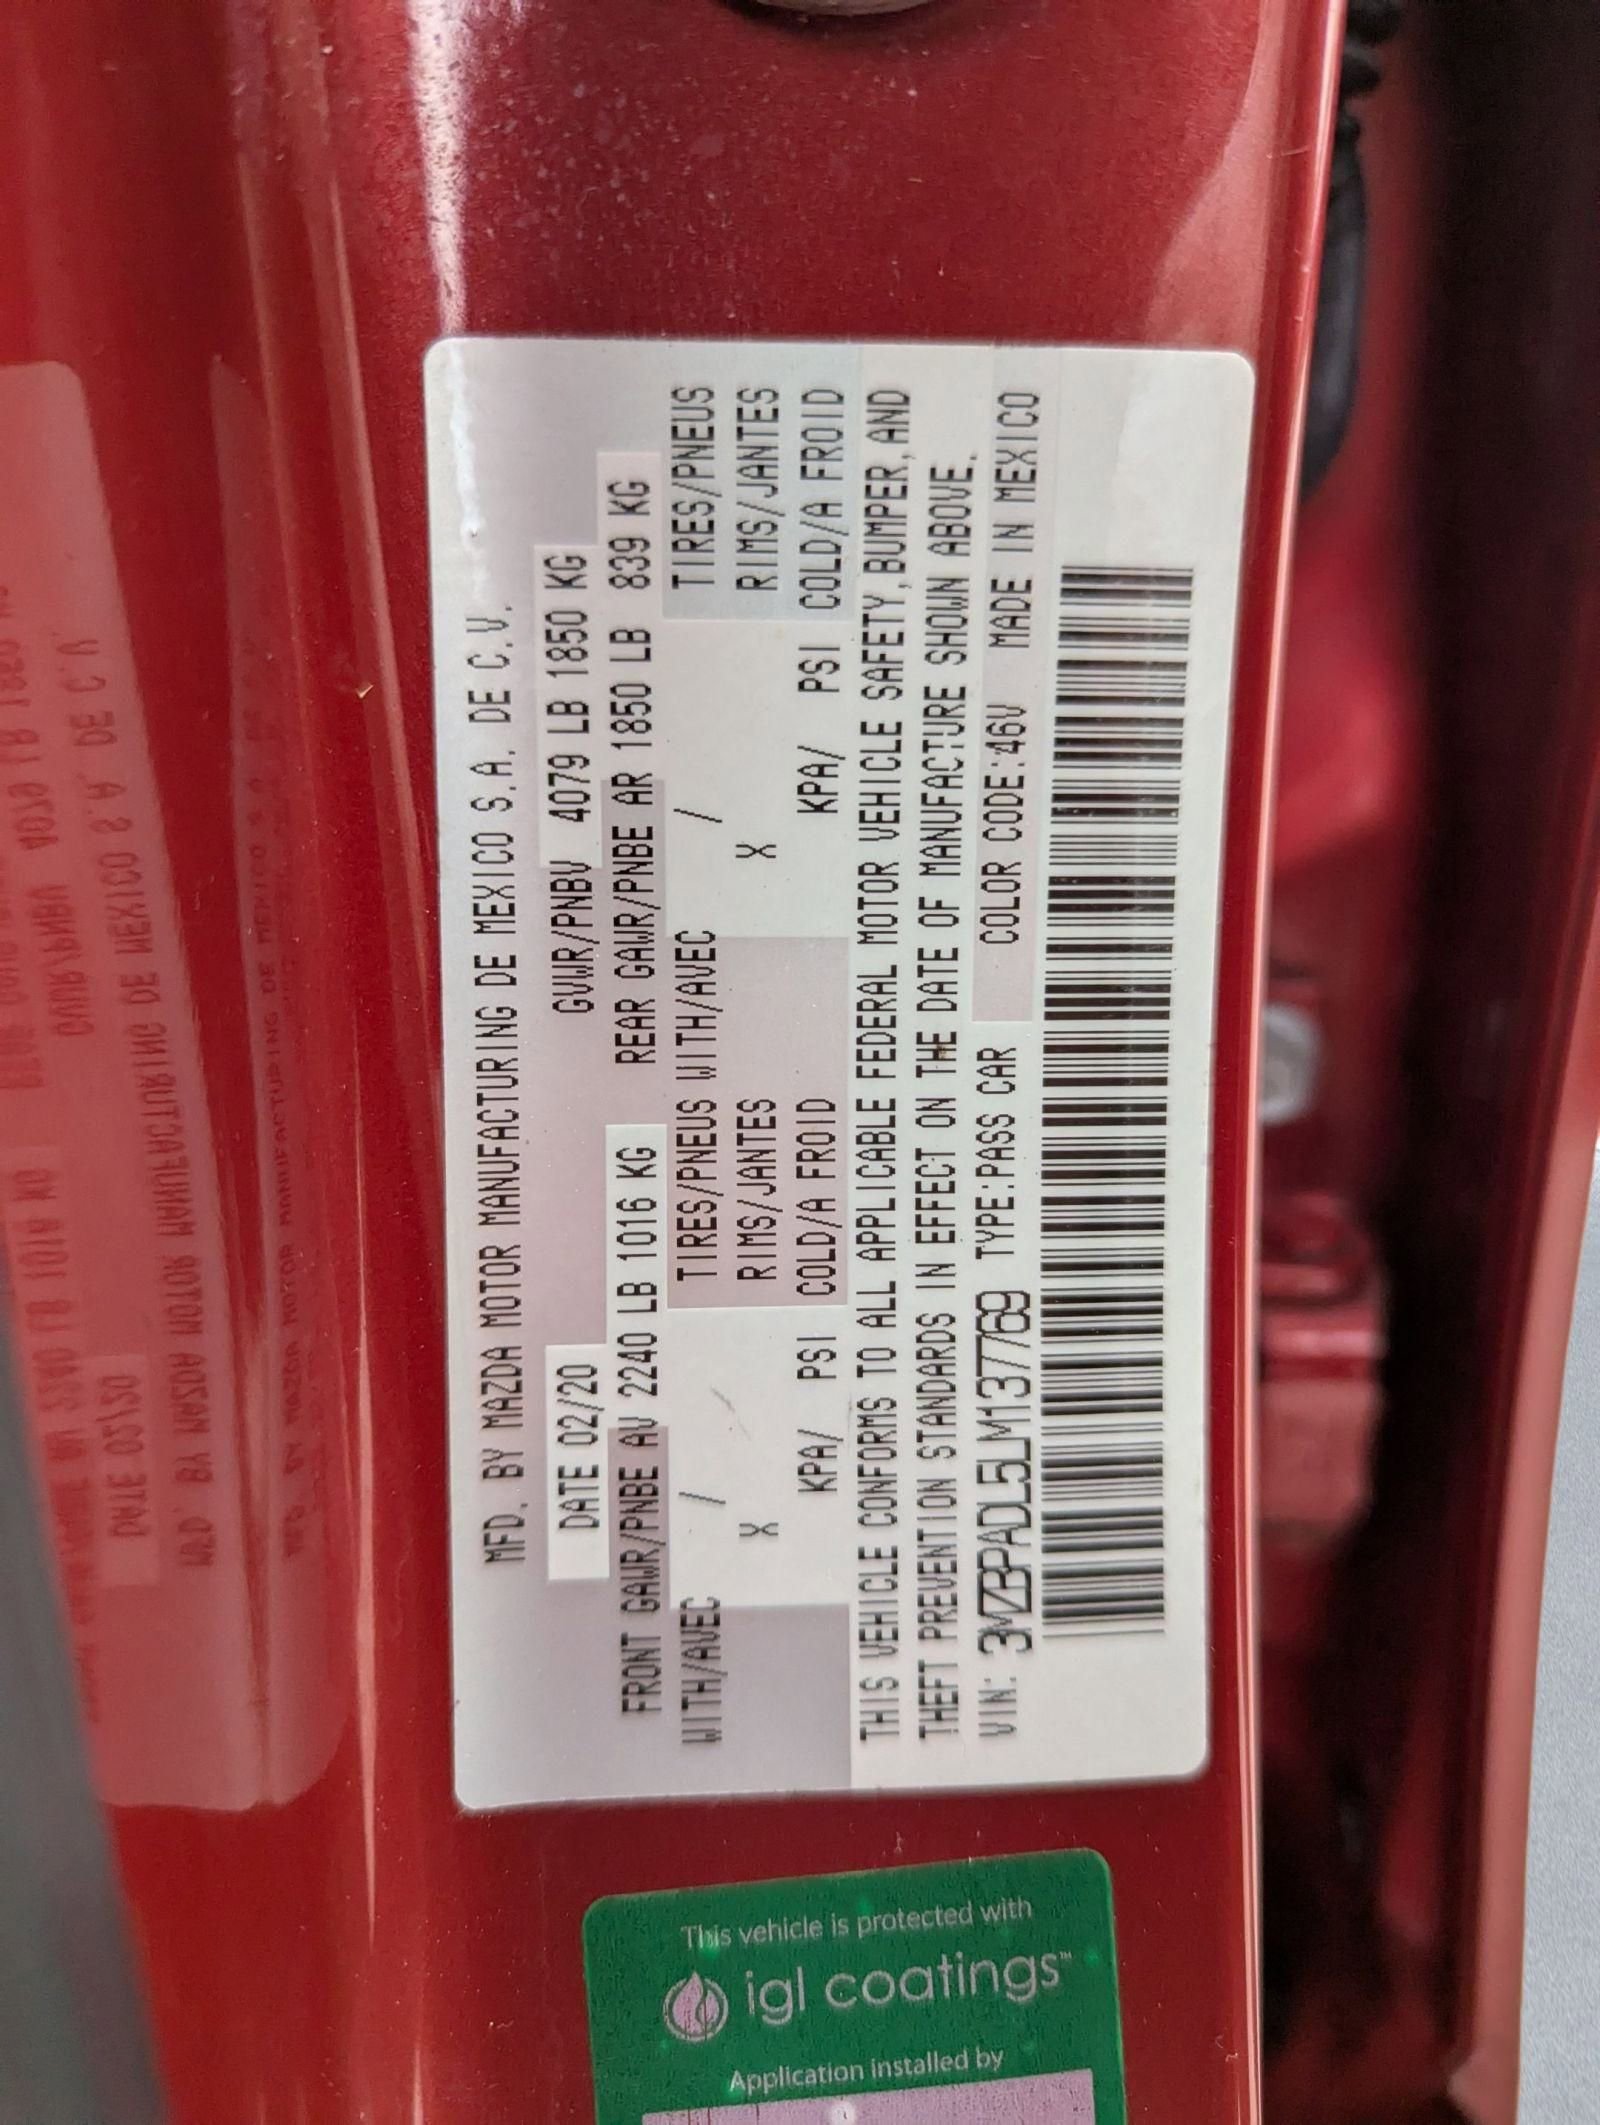 MFD. BY MAZDA MOTOR MANUFACTURING DE MEXICO S.A. DE C.V.
DATE 02/20 GVWR/PNBV 4079 LB 1850 KG
FRONT GAWR/PNBE AV 2240 LB 1016 KG REAR GAWR/PNBE AR 1850 LB 839 KG
WITH/AVEC / TIRES/PNEUS WITH/AVEC / TIRES/PNEUS
X RIMS/JANTES X RIMS/JANTES
KPA/ PSI COLD/A FROID KPA/ PSI COLD/A FROID
THIS VEHICLE CONFORMS TO ALL APPLICABLE FEDERAL MOTOR VEHICLE SAFETY,BUMPER,AND
THEFT PREVENTION STANDARDS IN EFFECT ON THE DATE OF MANUFACTURE SHOWN ABOVE.
VIN: 3MZBPADL5LM137769 TYPE:PASS CAR COLOR CODE:46V MADE IN MEXICO
This vehicle is protected with
igl coatings™
Application installed by